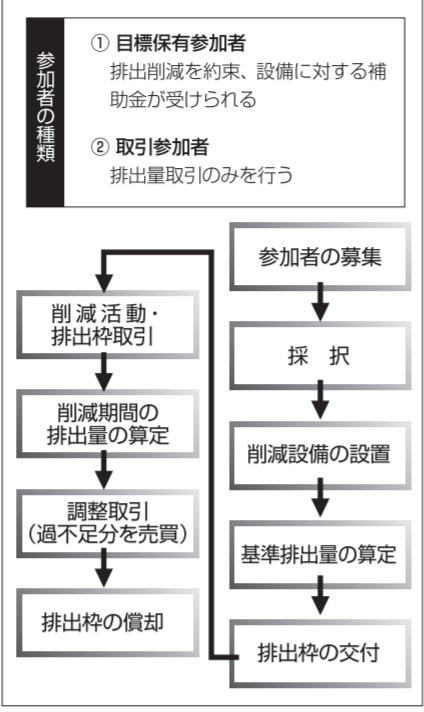 参加者の種類
① 目標保有参加者
排出削減を約束、設備に対する補
助金が受けられる
② 取引参加者
排出量取引のみを行う
参加者の募集
採 択
削減設備の設置
基準排出量の算定
排出枠の交付
削減活動・
排出枠取引
削減期間の
排出量の算定
調整取引
(過不足分を売買)
排出枠の償却